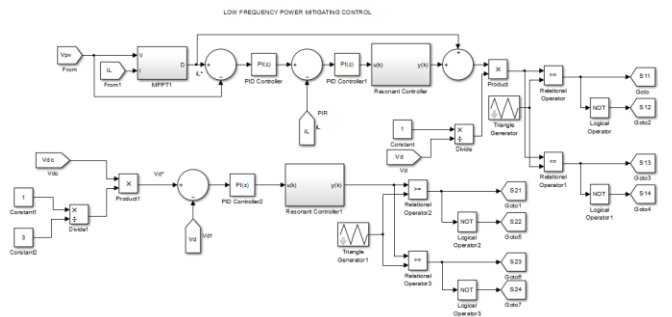 LOW FREQUENCY POWER MITIGATING CONTROL
Vpv
From
iL
From1
V
I
D
MPPT1
iL*
+
−
PI(z)
PID Controller
+
−
PI(z)
PID Controller1
PIR
iL
iL
u(k)
y(k)
Resonant Controller
+
+
×
Product
1
Constant
Vd
Vd
×
÷
Divide
Triangle
Generator
>=
Relational
Operator
S11
Goto
NOT
Logical
Operator
S12
Goto2
<=
Relational
Operator1
S13
Goto3
NOT
Logical
Operator1
S14
Goto4
Vdc
Vdc
1
Constant1
3
Constant2
×
÷
Divide1
×
Product1
Vd*
+
−
Vd
Vd1
PI(z)
PID Controller2
u(k)
y(k)
Resonant Controller1
Triangle
Generator1
>=
Relational
Operator2
S21
Goto1
NOT
Logical
Operator2
S22
Goto5
>=
Relational
Operator3
S23
Goto6
NOT
Logical
Operator3
S24
Goto7